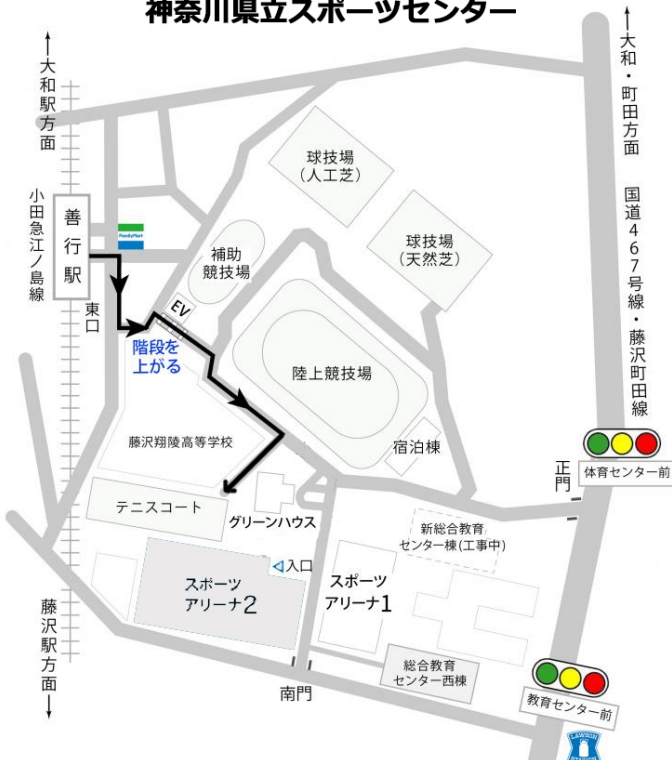 神奈川県立スポーツセンター
←大和駅方面
←大和・町田方面
国道467号線・藤沢町田線
小田急江ノ島線
善行駅
東口
FamilyMart
球技場
(人工芝)
球技場
(天然芝)
補助
競技場
EV
階段を
上がる
陸上競技場
藤沢翔陵高等学校
宿泊棟
正門
体育センター前
テニスコート
グリーンハウス
新総合教育
センター棟(工事中)
入口
スポーツ
アリーナ2
スポーツ
アリーナ1
総合教育
センター西棟
教育センター前
藤沢駅方面→
南門
LAWSON